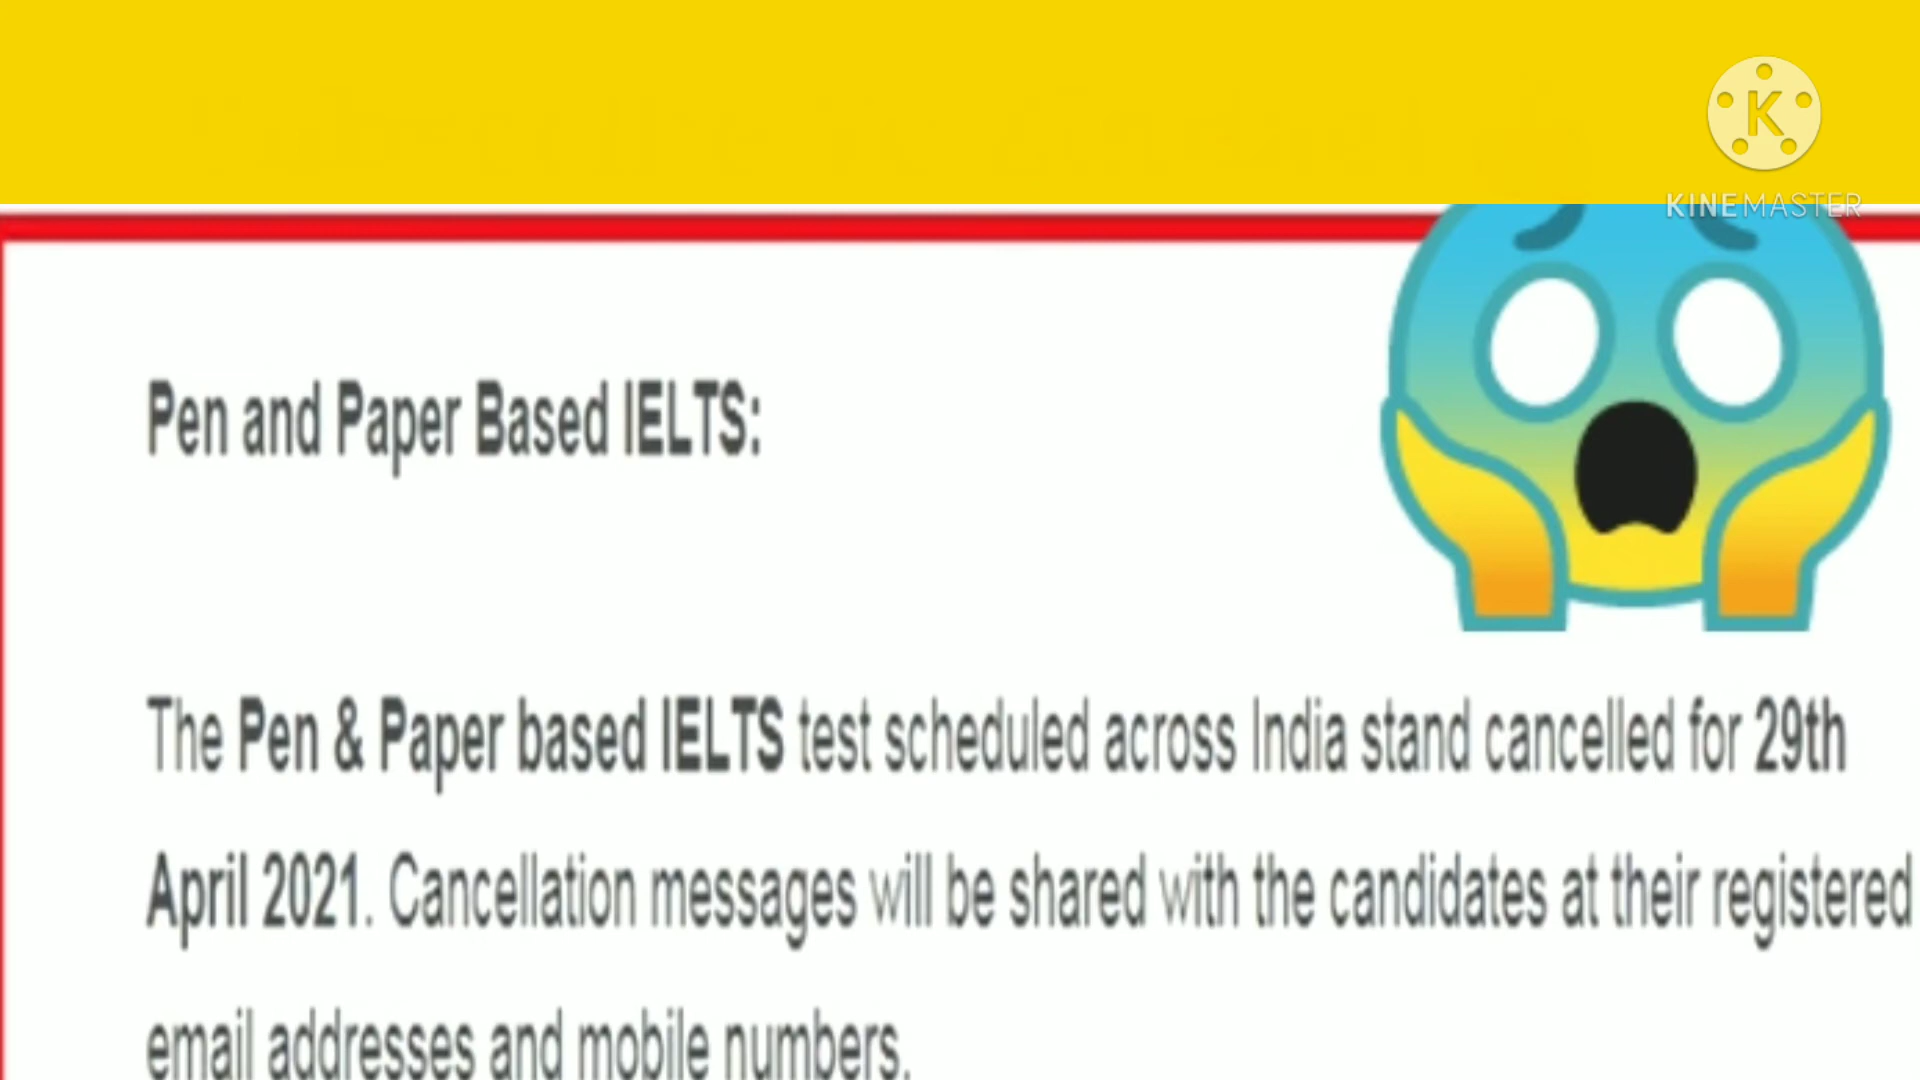 K
KINEMASTER
Pen and Paper Based IELTS:
The Pen & Paper based IELTS test scheduled across India stand cancelled for 29th
April 2021. Cancellation messages will be shared with the candidates at their registered
email addresses and mobile numbers.